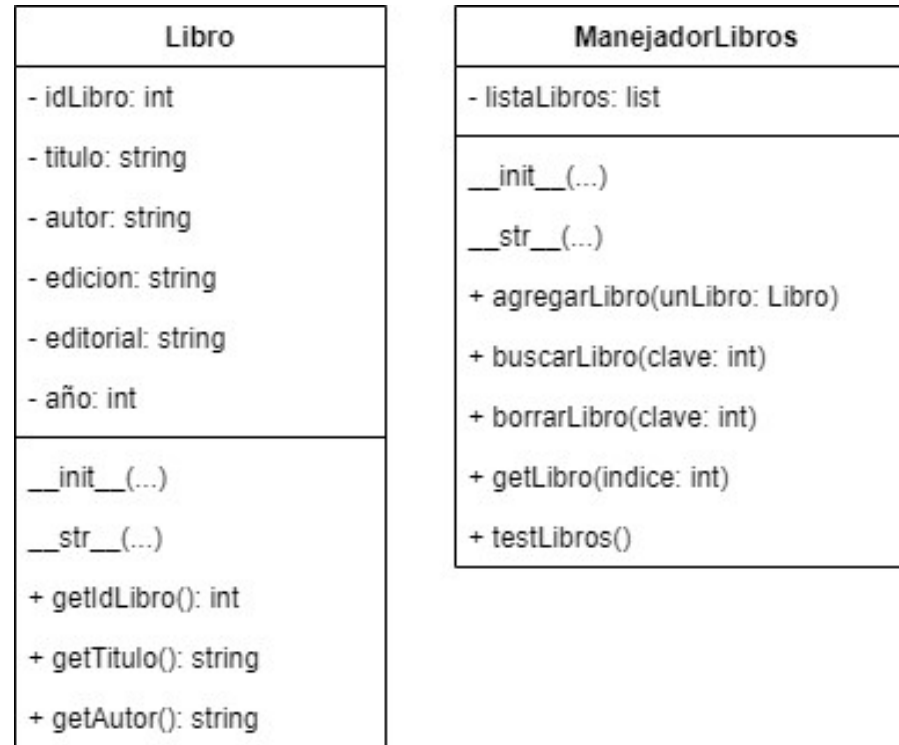 Libro
- idLibro: int
- titulo: string
- autor: string
- edicion: string
- editorial: string
- año: int
__init__(...)
__str__(...)
+ getIdLibro(): int
+ getTitulo(): string
+ getAutor(): string
ManejadorLibros
- listaLibros: list
__init__(...)
__str__(...)
+ agregarLibro(unLibro: Libro)
+ buscarLibro(clave: int)
+ borrarLibro(clave: int)
+ getLibro(indice: int)
+ testLibros()